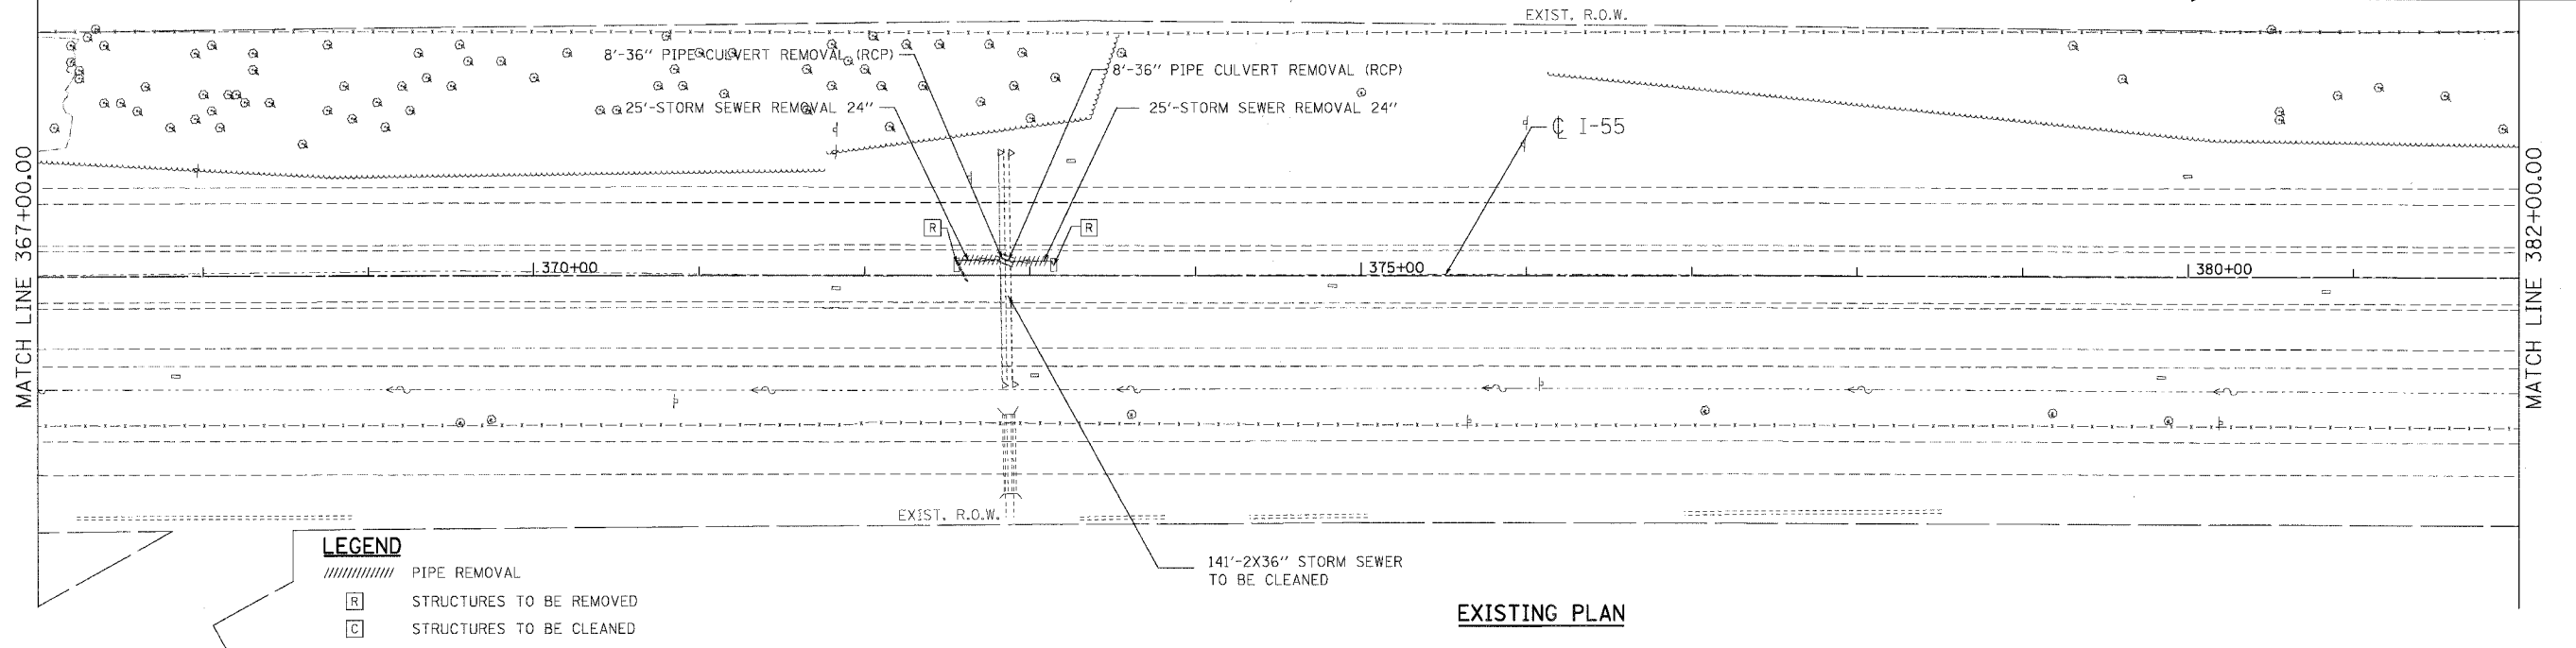 EXIST. R.O.W.
8'-36" PIPE CULVERT REMOVAL (RCP)
8'-36" PIPE CULVERT REMOVAL (RCP)
25'-STORM SEWER REMOVAL 24"
25'-STORM SEWER REMOVAL 24"
℄ I-55
MATCH LINE 367+00.00
MATCH LINE 382+00.00
R
R
370+00
375+00
380+00
EXIST. R.O.W.
LEGEND
PIPE REMOVAL
R STRUCTURES TO BE REMOVED
C STRUCTURES TO BE CLEANED
141'-2X36" STORM SEWER
TO BE CLEANED
EXISTING PLAN